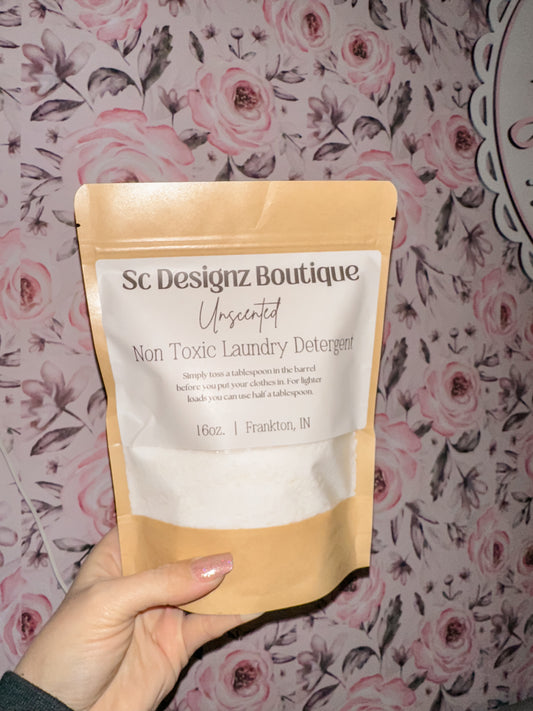 Sc Designz Boutique
Unscented
Non Toxic Laundry Detergent
Simply toss a tablespoon in the barrel
before you put your clothes in. For lighter
loads you can use half a tablespoon.
16oz. | Frankton, IN